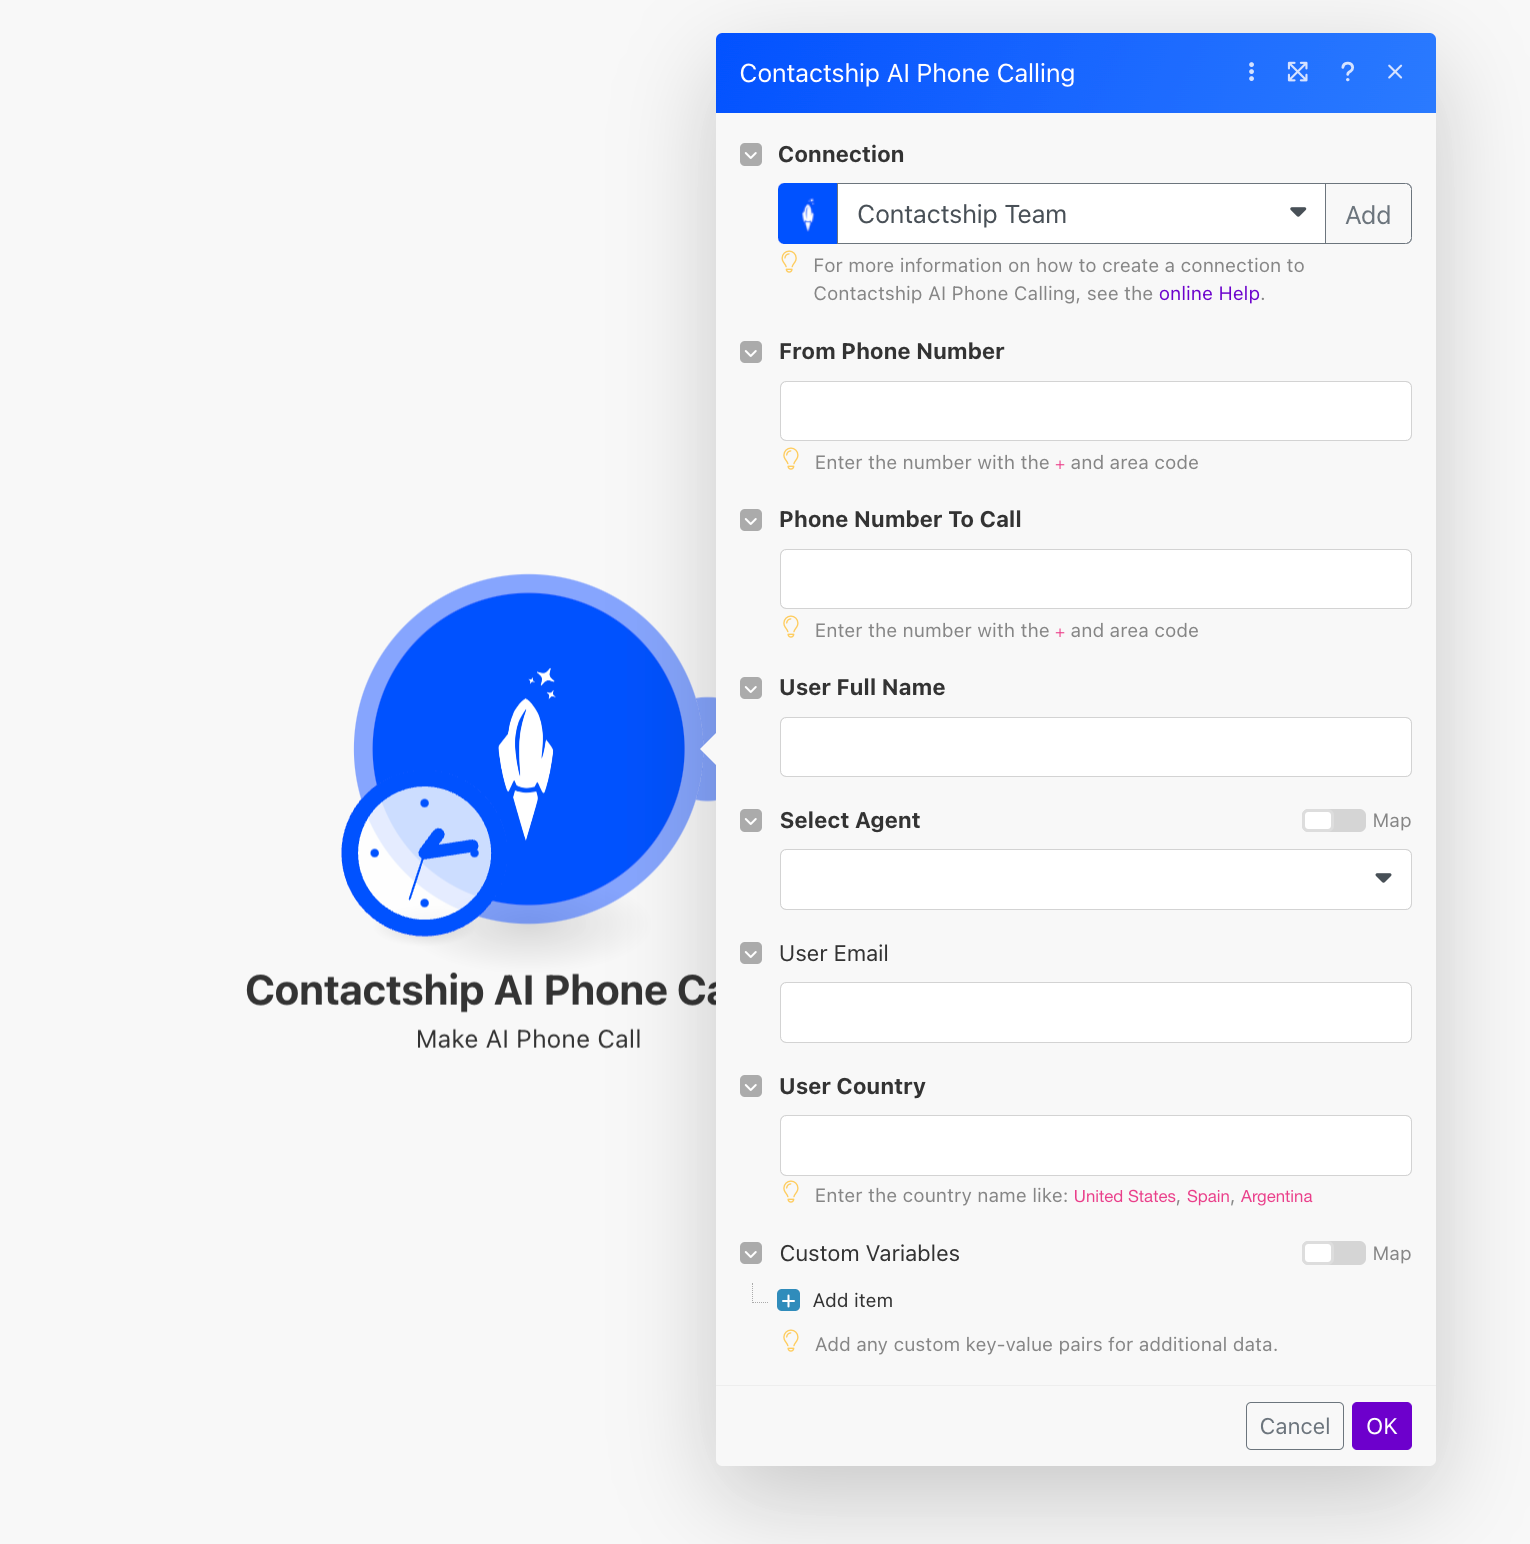 Contactship AI Phone Calling
Connection
Contactship Team
Add
For more information on how to create a connection to
Contactship AI Phone Calling, see the online Help.
From Phone Number
Enter the number with the + and area code
Phone Number To Call
Enter the number with the + and area code
User Full Name
Select Agent
Map
User Email
User Country
Enter the country name like: United States, Spain, Argentina
Custom Variables
Map
Add item
Add any custom key-value pairs for additional data.
Cancel
OK
Contactship AI Phone Ca
Make AI Phone Call